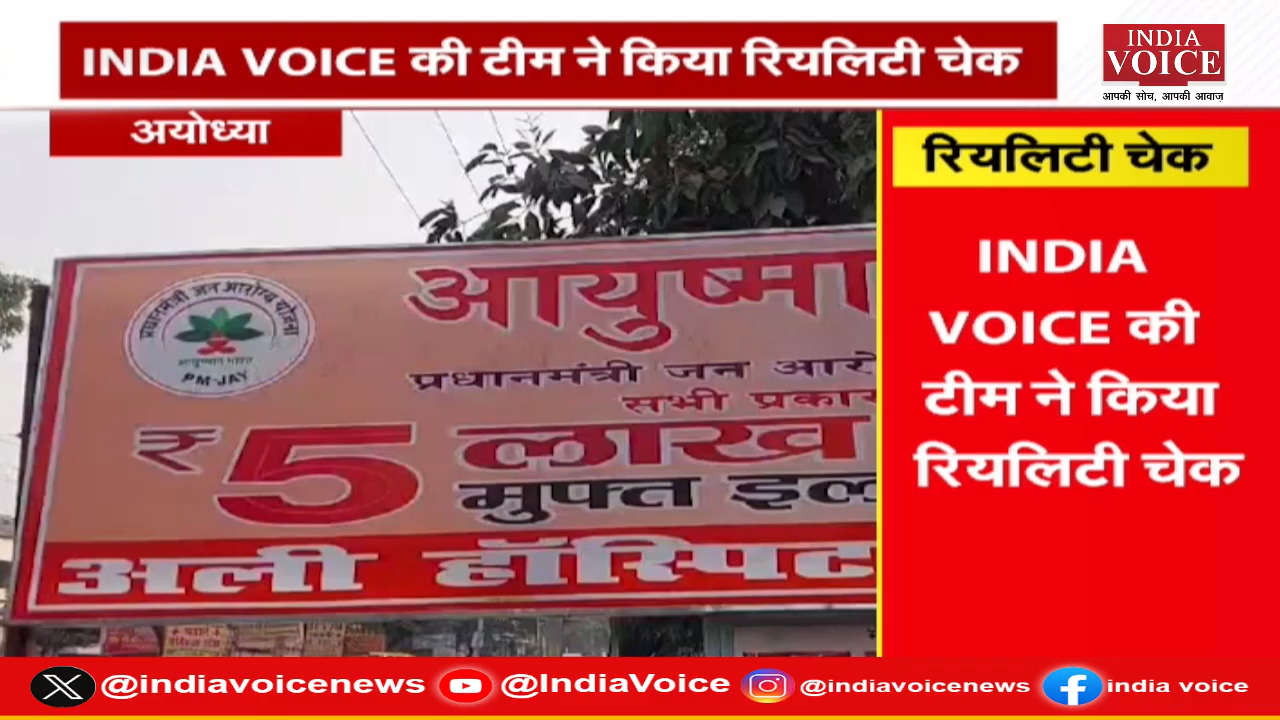 INDIA VOICE की टीम ने किया रियलिटी चेक
INDIA
VOICE
आपकी सोच, आपकी आवाज़
अयोध्या
रियलिटी चेक
INDIA
VOICE की
टीम ने किया
रियलिटी चेक
प्रधानमंत्री जन आरोग्य योजना
आयुष्मान भारत
PM-JAY
आयुष्मा
प्रधानमंत्री जन आरो
सभी प्रकार
₹5 लाख
मुफ्त इल
अली हॉस्पिट
@indiavoicenews
@IndiaVoice
@indiavoicenews
india voice